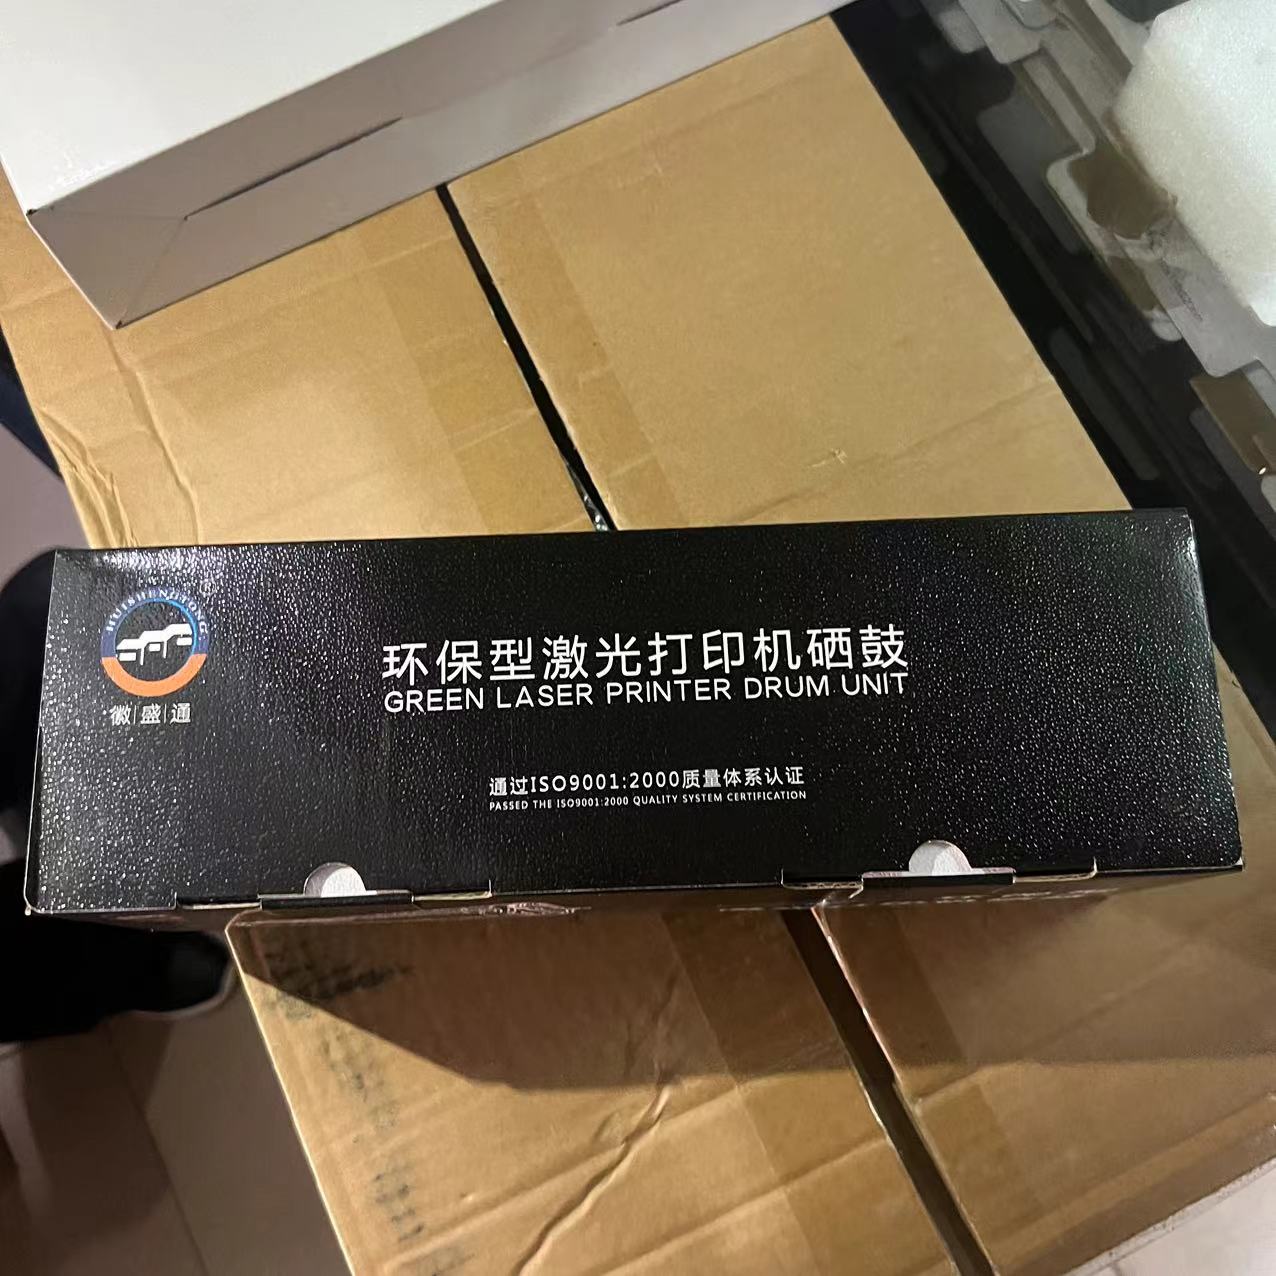 HUISHENGTONG
徽|盛|通
环保型激光打印机硒鼓
GREEN LASER PRINTER DRUM UNIT
通过ISO9001:2000质量体系认证
PASSED THE ISO9001:2000 QUALITY SYSTEM CERTIFICATION